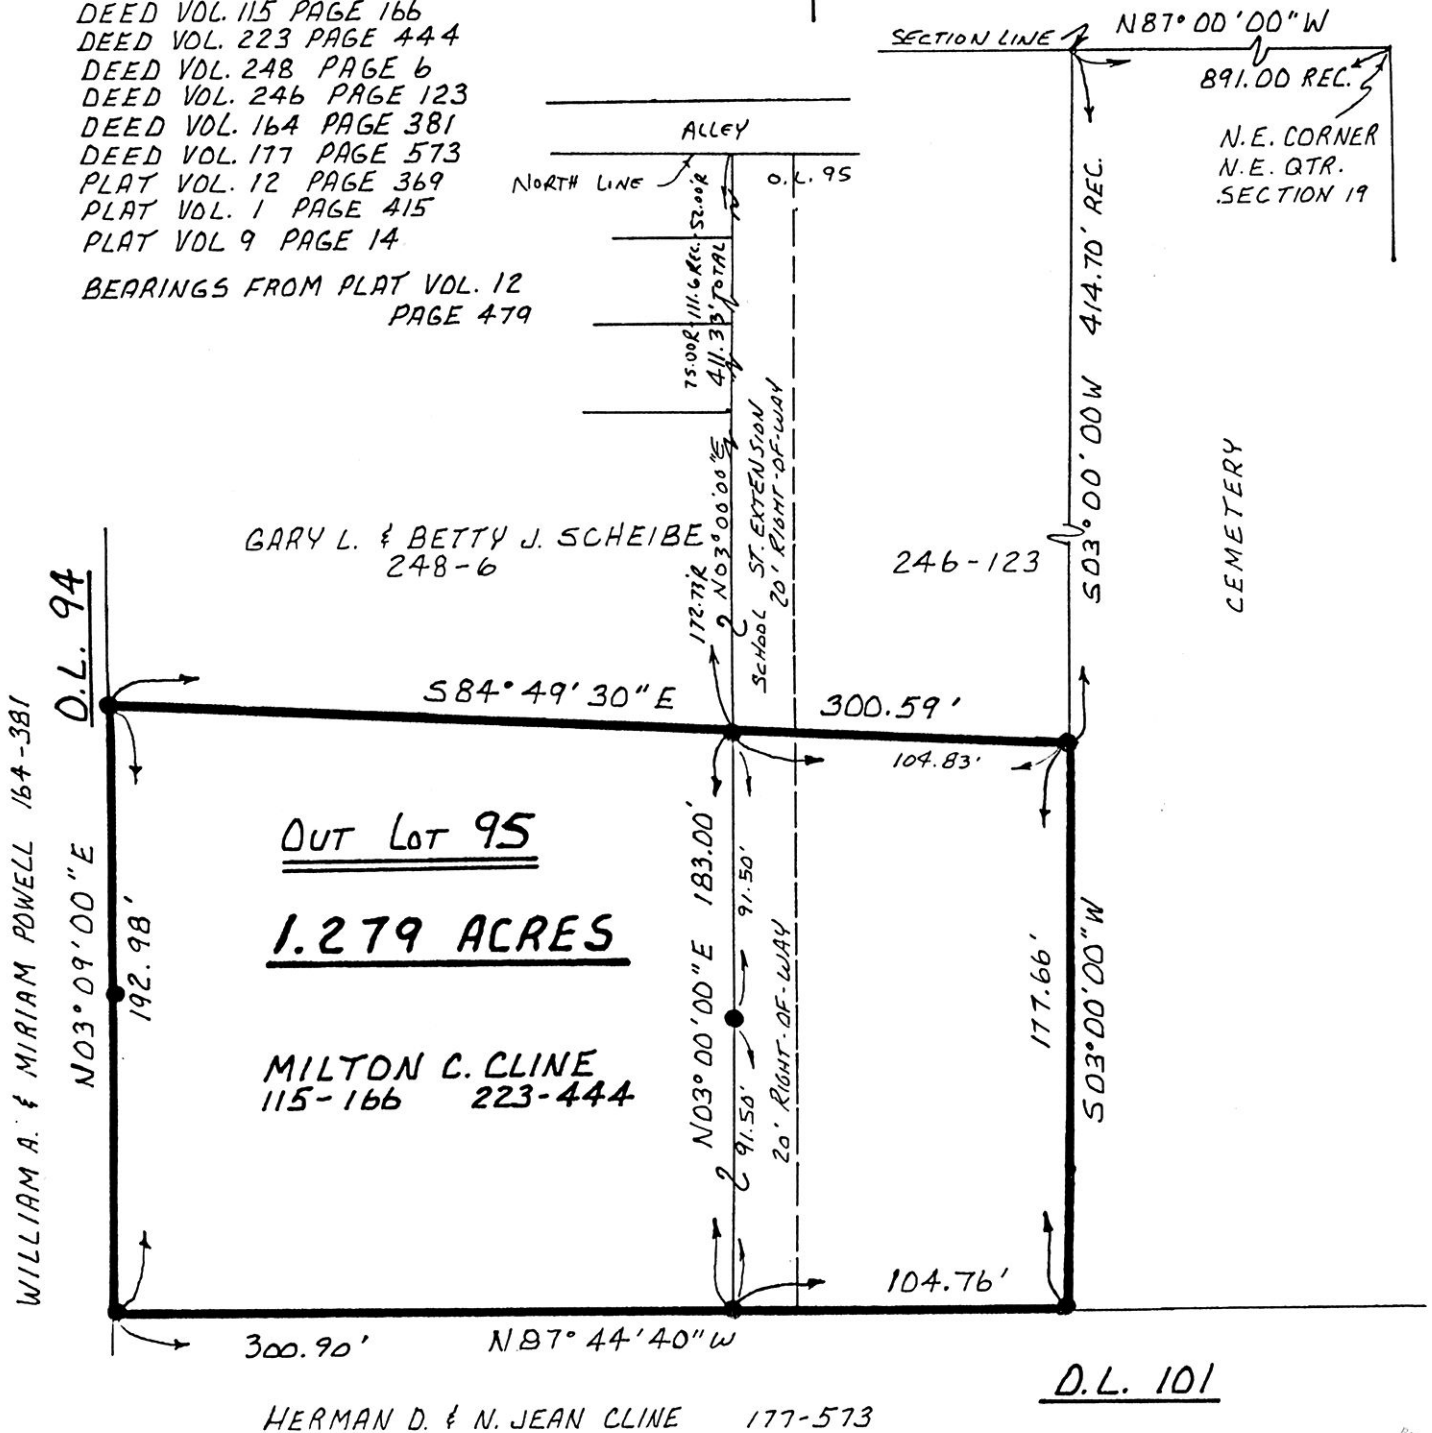 DEED VOL. 115 PAGE 166
DEED VOL. 223 PAGE 444
DEED VOL. 248 PAGE 6
DEED VOL. 246 PAGE 123
DEED VOL. 164 PAGE 381
DEED VOL. 177 PAGE 573
PLAT VOL. 12 PAGE 369
PLAT VOL. 1 PAGE 415
PLAT VOL 9 PAGE 14
BEARINGS FROM PLAT VOL. 12
PAGE 479
SECTION LINE
N87°00'00"W
891.00 REC.
N.E. CORNER
N.E. QTR.
SECTION 19
ALLEY
NORTH LINE
O.L. 95
75.00R-111.6 REC.-52.00R
411.33' TOTAL
172.73'R
N03°00'00"E
SCHOOL ST. EXTENSION
20' RIGHT-OF-WAY
414.70' REC.
S03°00'00W
CEMETERY
GARY L. & BETTY J. SCHEIBE
248-6
246-123
O.L. 94
S84°49'30"E
300.59'
104.83'
WILLIAM A. & MIRIAM POWELL 164-381
N03°09'00"E
192.98'
OUT LOT 95
1.279 ACRES
MILTON C. CLINE
115-166 223-444
N03°00'00"E 183.00'
91.50'
91.50'
20' RIGHT-OF-WAY
177.66'
S03°00'00"W
104.76'
300.90'
N87°44'40"W
O.L. 101
HERMAN D. & N. JEAN CLINE 177-573